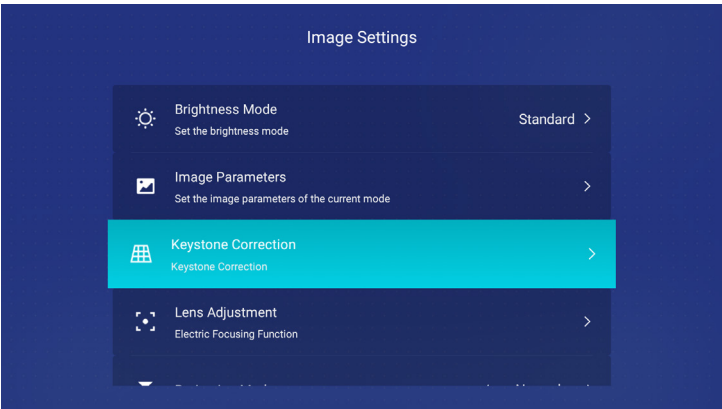 Image Settings
Brightness Mode
Set the brightness mode
Standard
Image Parameters
Set the image parameters of the current mode
Keystone Correction
Keystone Correction
Lens Adjustment
Electric Focusing Function